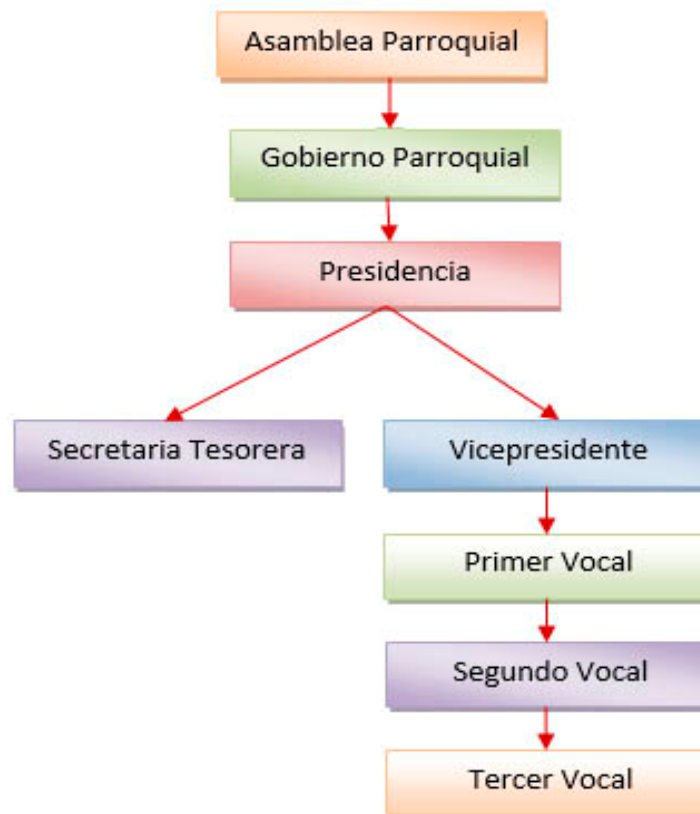 Asamblea Parroquial
Gobierno Parroquial
Presidencia
Secretaria Tesorera
Vicepresidente
Primer Vocal
Segundo Vocal
Tercer Vocal